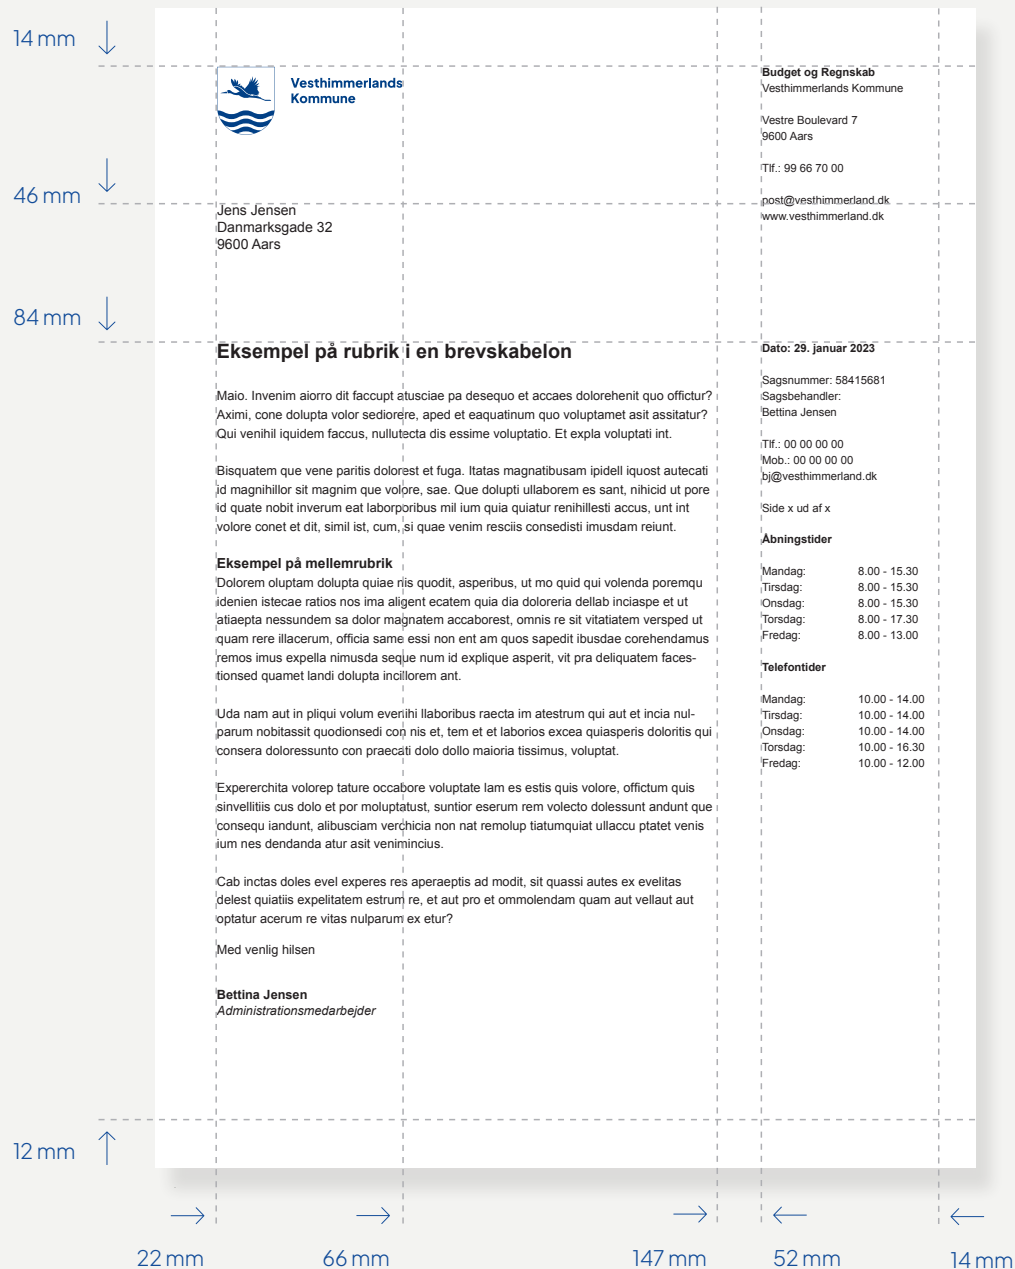 14 mm
46 mm
84 mm
12 mm
Vesthimmerlands
Kommune
Budget og Regnskab
Vesthimmerlands Kommune
Vestre Boulevard 7
9600 Aars
Tlf.: 99 66 70 00
post@vesthimmerland.dk
www.vesthimmerland.dk
Jens Jensen
Danmarksgade 32
9600 Aars
Eksempel på rubrik i en brevskabelon
Maio. Invenim aiorro dit faccupt atusciae pa desequo et accaes dolorehenit quo offictur?
Aximi, cone dolupta volor sediorere, aped et eaquatinum quo voluptamet asit assitatur?
Qui venihil iquidem faccus, nullutecta dis essime voluptatio. Et expla voluptati int.
Bisquatem que vene paritis dolorest et fuga. Itatas magnatibusam ipidell iquost autecati
id magnihillor sit magnim que volore, sae. Que dolupti ullaborem es sant, nihicid ut pore
id quate nobit inverum eat laborporibus mil ium quia quiatur renihillesti accus, unt int
volore conet et dit, simil ist, cum, si quae venim resciis consedisti imusdam reiunt.
Eksempel på mellemrubrik
Dolorem oluptam dolupta quiae nis quodit, asperibus, ut mo quid qui volenda poremqu
idenien istecae ratios nos ima aligent ecatem quia dia doloreria dellab inciaspe et ut
atiaepta nessundem sa dolor magnatem accaborest, omnis re sit vitatiatem versped ut
quam rere illacerum, officia same essi non ent am quos sapedit ibusdae corehendamus
remos imus expella nimusda seque num id explique asperit, vit pra deliquatem faces-
tionsed quamet landi dolupta incillorem ant.
Uda nam aut in pliqui volum evenihi llaboribus raecta im atestrum qui aut et incia nul-
parum nobitassit quodionsedi con nis et, tem et et laborios excea quiasperis doloritis qui
consera doloressunto con praecati dolo dollo maioria tissimus, voluptat.
Expererchita volorep tature occabore voluptate lam es estis quis volore, offictum quis
sinvellitiis cus dolo et por moluptatust, suntior eserum rem volecto dolessunt andunt que
consequ iandunt, alibusciam verchicia non nat remolup tiatumquiat ullaccu ptatet venis
ium nes dendanda atur asit venimincius.
Cab inctas doles evel experes res aperaeptis ad modit, sit quassi autes ex evelitas
delest quiatiis expelitatem estrum re, et aut pro et ommolendam quam aut vellaut aut
optatur acerum re vitas nulparum ex etur?
Med venlig hilsen
Bettina Jensen
Administrationsmedarbejder
Dato: 29. januar 2023
Sagsnummer: 58415681
Sagsbehandler:
Bettina Jensen
Tlf.: 00 00 00 00
Mob.: 00 00 00 00
bj@vesthimmerland.dk
Side x ud af x
Åbningstider
Mandag: 8.00 - 15.30
Tirsdag: 8.00 - 15.30
Onsdag: 8.00 - 15.30
Torsdag: 8.00 - 17.30
Fredag: 8.00 - 13.00
Telefontider
Mandag: 10.00 - 14.00
Tirsdag: 10.00 - 14.00
Onsdag: 10.00 - 14.00
Torsdag: 10.00 - 16.30
Fredag: 10.00 - 12.00
22 mm
66 mm
147 mm
52 mm
14 mm